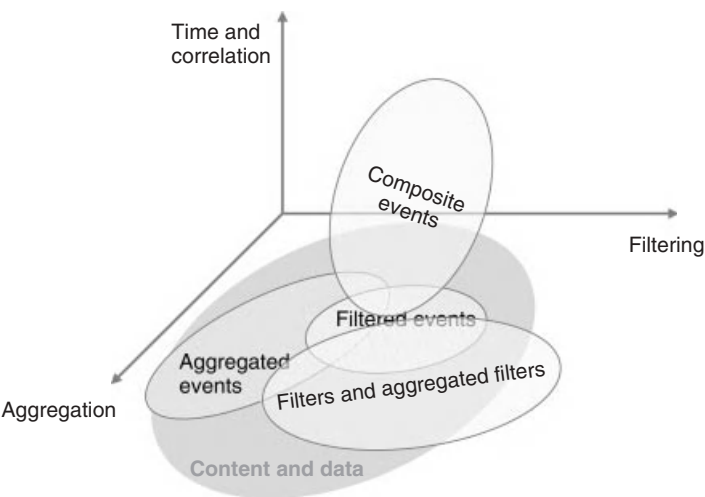 Time and
correlation
Composite
events
Filtering
Filtered events
Aggregated
events
Filters and aggregated filters
Aggregation
Content and data